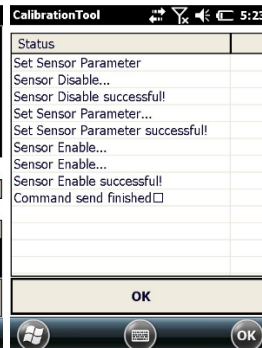 CalibrationTool 5:23
Status
Set Sensor Parameter
Sensor Disable...
Sensor Disable successful!
Set Sensor Parameter...
Set Sensor Parameter successful!
Sensor Enable...
Sensor Enable...
Sensor Enable successful!
Command send finished□
OK
OK